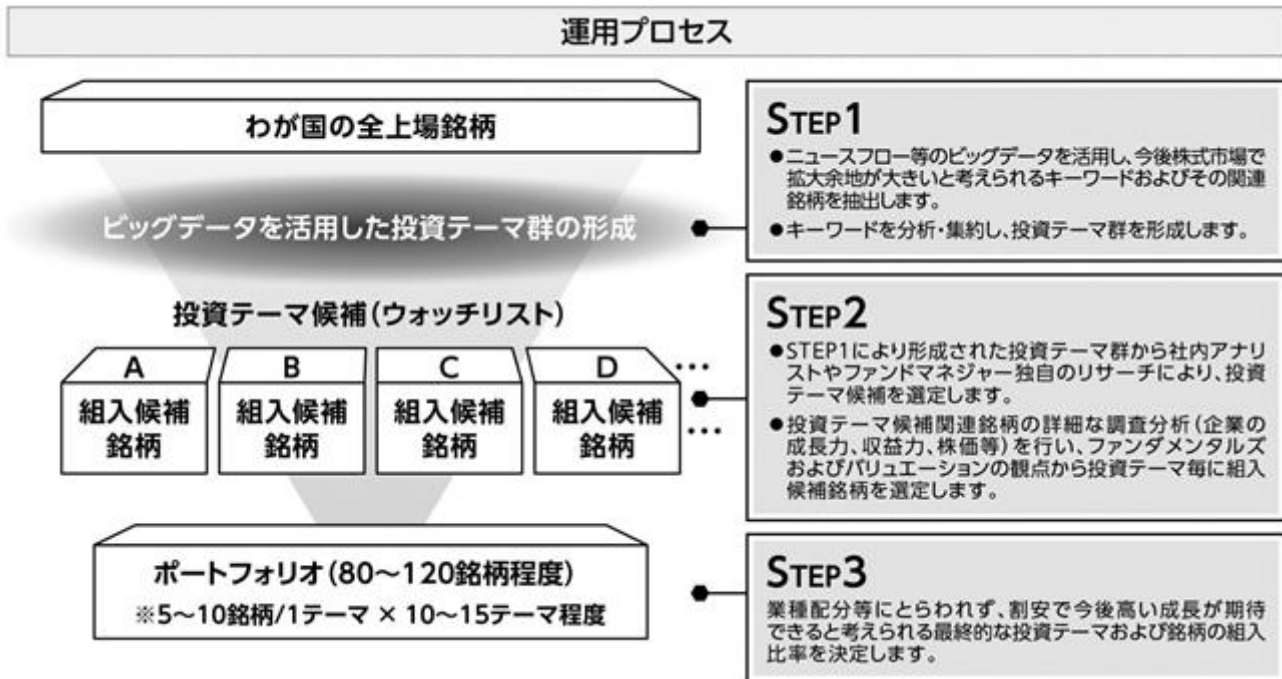 運用プロセス
わが国の全上場銘柄
ビッグデータを活用した投資テーマ群の形成
投資テーマ候補(ウォッチリスト)
A
B
C
D
…
組入候補
銘柄
組入候補
銘柄
組入候補
銘柄
組入候補
銘柄
…
ポートフォリオ(80〜120銘柄程度)
※5〜10銘柄/1テーマ × 10〜15テーマ程度
STEP1
●ニュースフロー等のビッグデータを活用し、今後株式市場で
拡大余地が大きいと考えられるキーワードおよびその関連
銘柄を抽出します。
●キーワードを分析・集約し、投資テーマ群を形成します。
STEP2
●STEP1により形成された投資テーマ群から社内アナリ
ストやファンドマネジャー独自のリサーチにより、投資
テーマ候補を選定します。
●投資テーマ候補関連銘柄の詳細な調査分析(企業の
成長力、収益力、株価等)を行い、ファンダメンタルズ
およびバリュエーションの観点から投資テーマ毎に組入
候補銘柄を選定します。
STEP3
業種配分等にとらわれず、割安で今後高い成長が期待
できると考えられる最終的な投資テーマおよび銘柄の組入
比率を決定します。